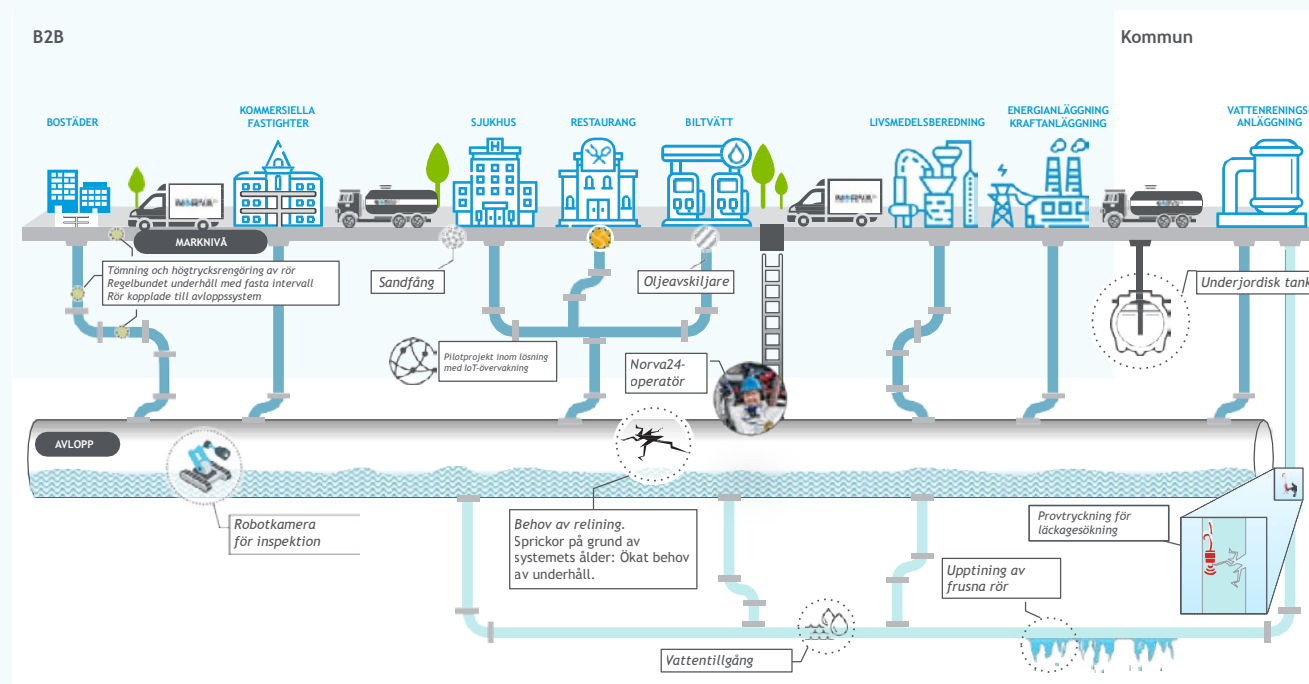 B2B
Kommun
BOSTÄDER
KOMMERSIELLA
FASTIGHTER
SJUKHUS
RESTAURANG
BILTVÄTT
LIVSMEDELSBEREDNING
ENERGIANLÄGGNING
KRAFTANLÄGGNING
VATTENRENINGS-
ANLÄGGNING
H
MARKNIVÅ
Tömning och högtrycksrengöring av rör
Regelbundet underhåll med fasta intervall
Rör kopplade till avloppssystem
Sandfång
Oljeavskiljare
Underjordisk tank
Pilotprojekt inom lösning
med IoT-övervakning
Norva24-
operatör
AVLOPP
Robotkamera
för inspektion
Behov av relining.
Sprickor på grund av
systemets ålder: Ökat behov
av underhåll.
Provtryckning för
läckagesökning
Upptining av
frusna rör
Vattentillgång